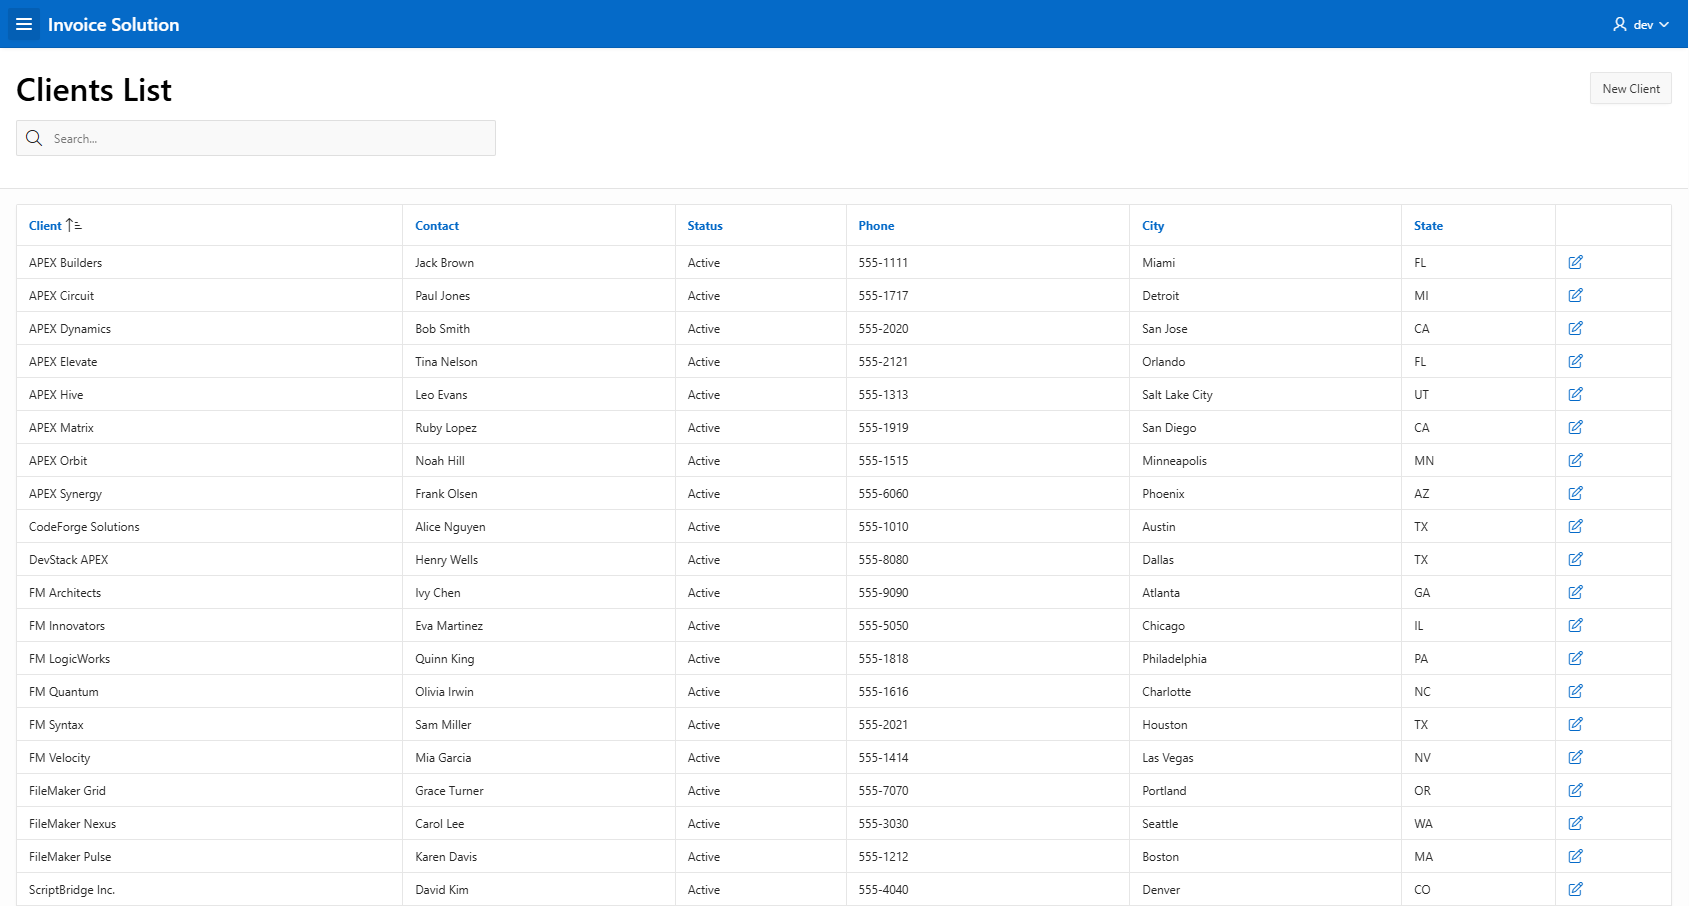 Invoice Solution dev
Clients List New Client
Search...
Client Contact Status Phone City State
APEX Builders Jack Brown Active 555-1111 Miami FL
APEX Circuit Paul Jones Active 555-1717 Detroit MI
APEX Dynamics Bob Smith Active 555-2020 San Jose CA
APEX Elevate Tina Nelson Active 555-2121 Orlando FL
APEX Hive Leo Evans Active 555-1313 Salt Lake City UT
APEX Matrix Ruby Lopez Active 555-1919 San Diego CA
APEX Orbit Noah Hill Active 555-1515 Minneapolis MN
APEX Synergy Frank Olsen Active 555-6060 Phoenix AZ
CodeForge Solutions Alice Nguyen Active 555-1010 Austin TX
DevStack APEX Henry Wells Active 555-8080 Dallas TX
FM Architects Ivy Chen Active 555-9090 Atlanta GA
FM Innovators Eva Martinez Active 555-5050 Chicago IL
FM LogicWorks Quinn King Active 555-1818 Philadelphia PA
FM Quantum Olivia Irwin Active 555-1616 Charlotte NC
FM Syntax Sam Miller Active 555-2021 Houston TX
FM Velocity Mia Garcia Active 555-1414 Las Vegas NV
FileMaker Grid Grace Turner Active 555-7070 Portland OR
FileMaker Nexus Carol Lee Active 555-3030 Seattle WA
FileMaker Pulse Karen Davis Active 555-1212 Boston MA
ScriptBridge Inc. David Kim Active 555-4040 Denver CO